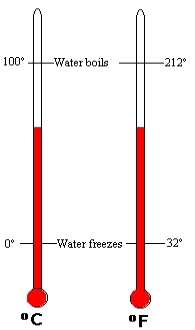 100° Water boils 212°
0° Water freezes 32°
°C °F